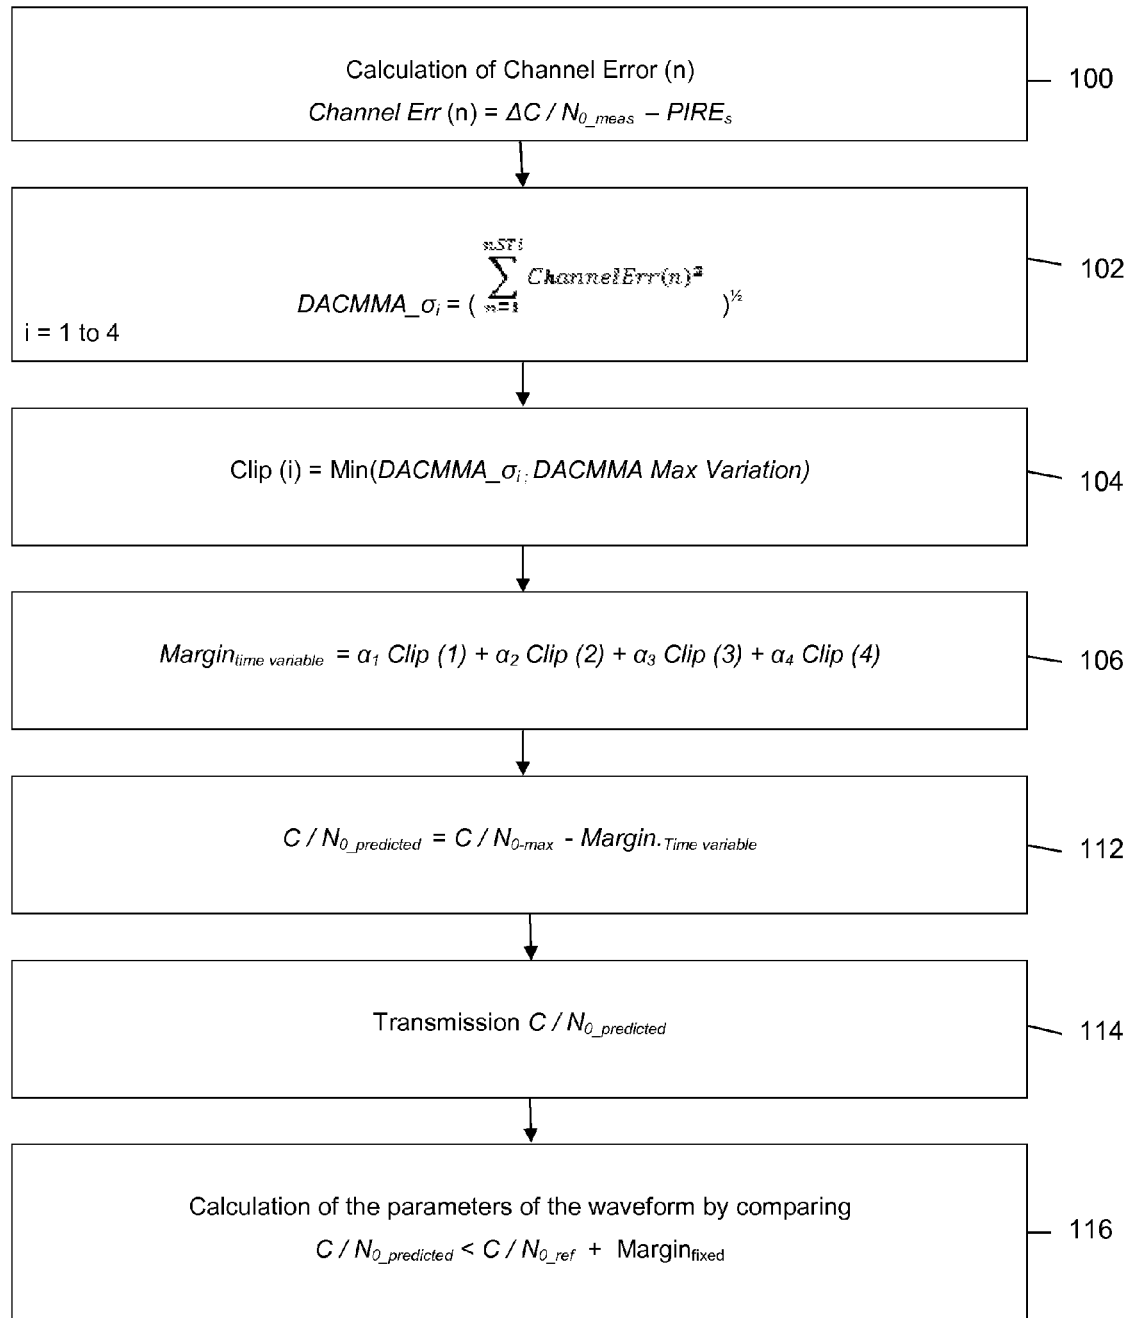 Calculation of Channel Error (n)
Channel Err (n) = ΔC / N0_meas – PIREs
100
nSTi
∑ ChannelErr(n)²
DACMMA_σi = ( n=1 )½
i = 1 to 4
102
Clip (i) = Min(DACMMA_σi ; DACMMA Max Variation)
104
Margintime variable = α1 Clip (1) + α2 Clip (2) + α3 Clip (3) + α4 Clip (4)
106
C / N0_predicted = C / N0-max - Margin.Time variable
112
Transmission C / N0_predicted
114
Calculation of the parameters of the waveform by comparing
C / N0_predicted < C / N0_ref + Marginfixed
116